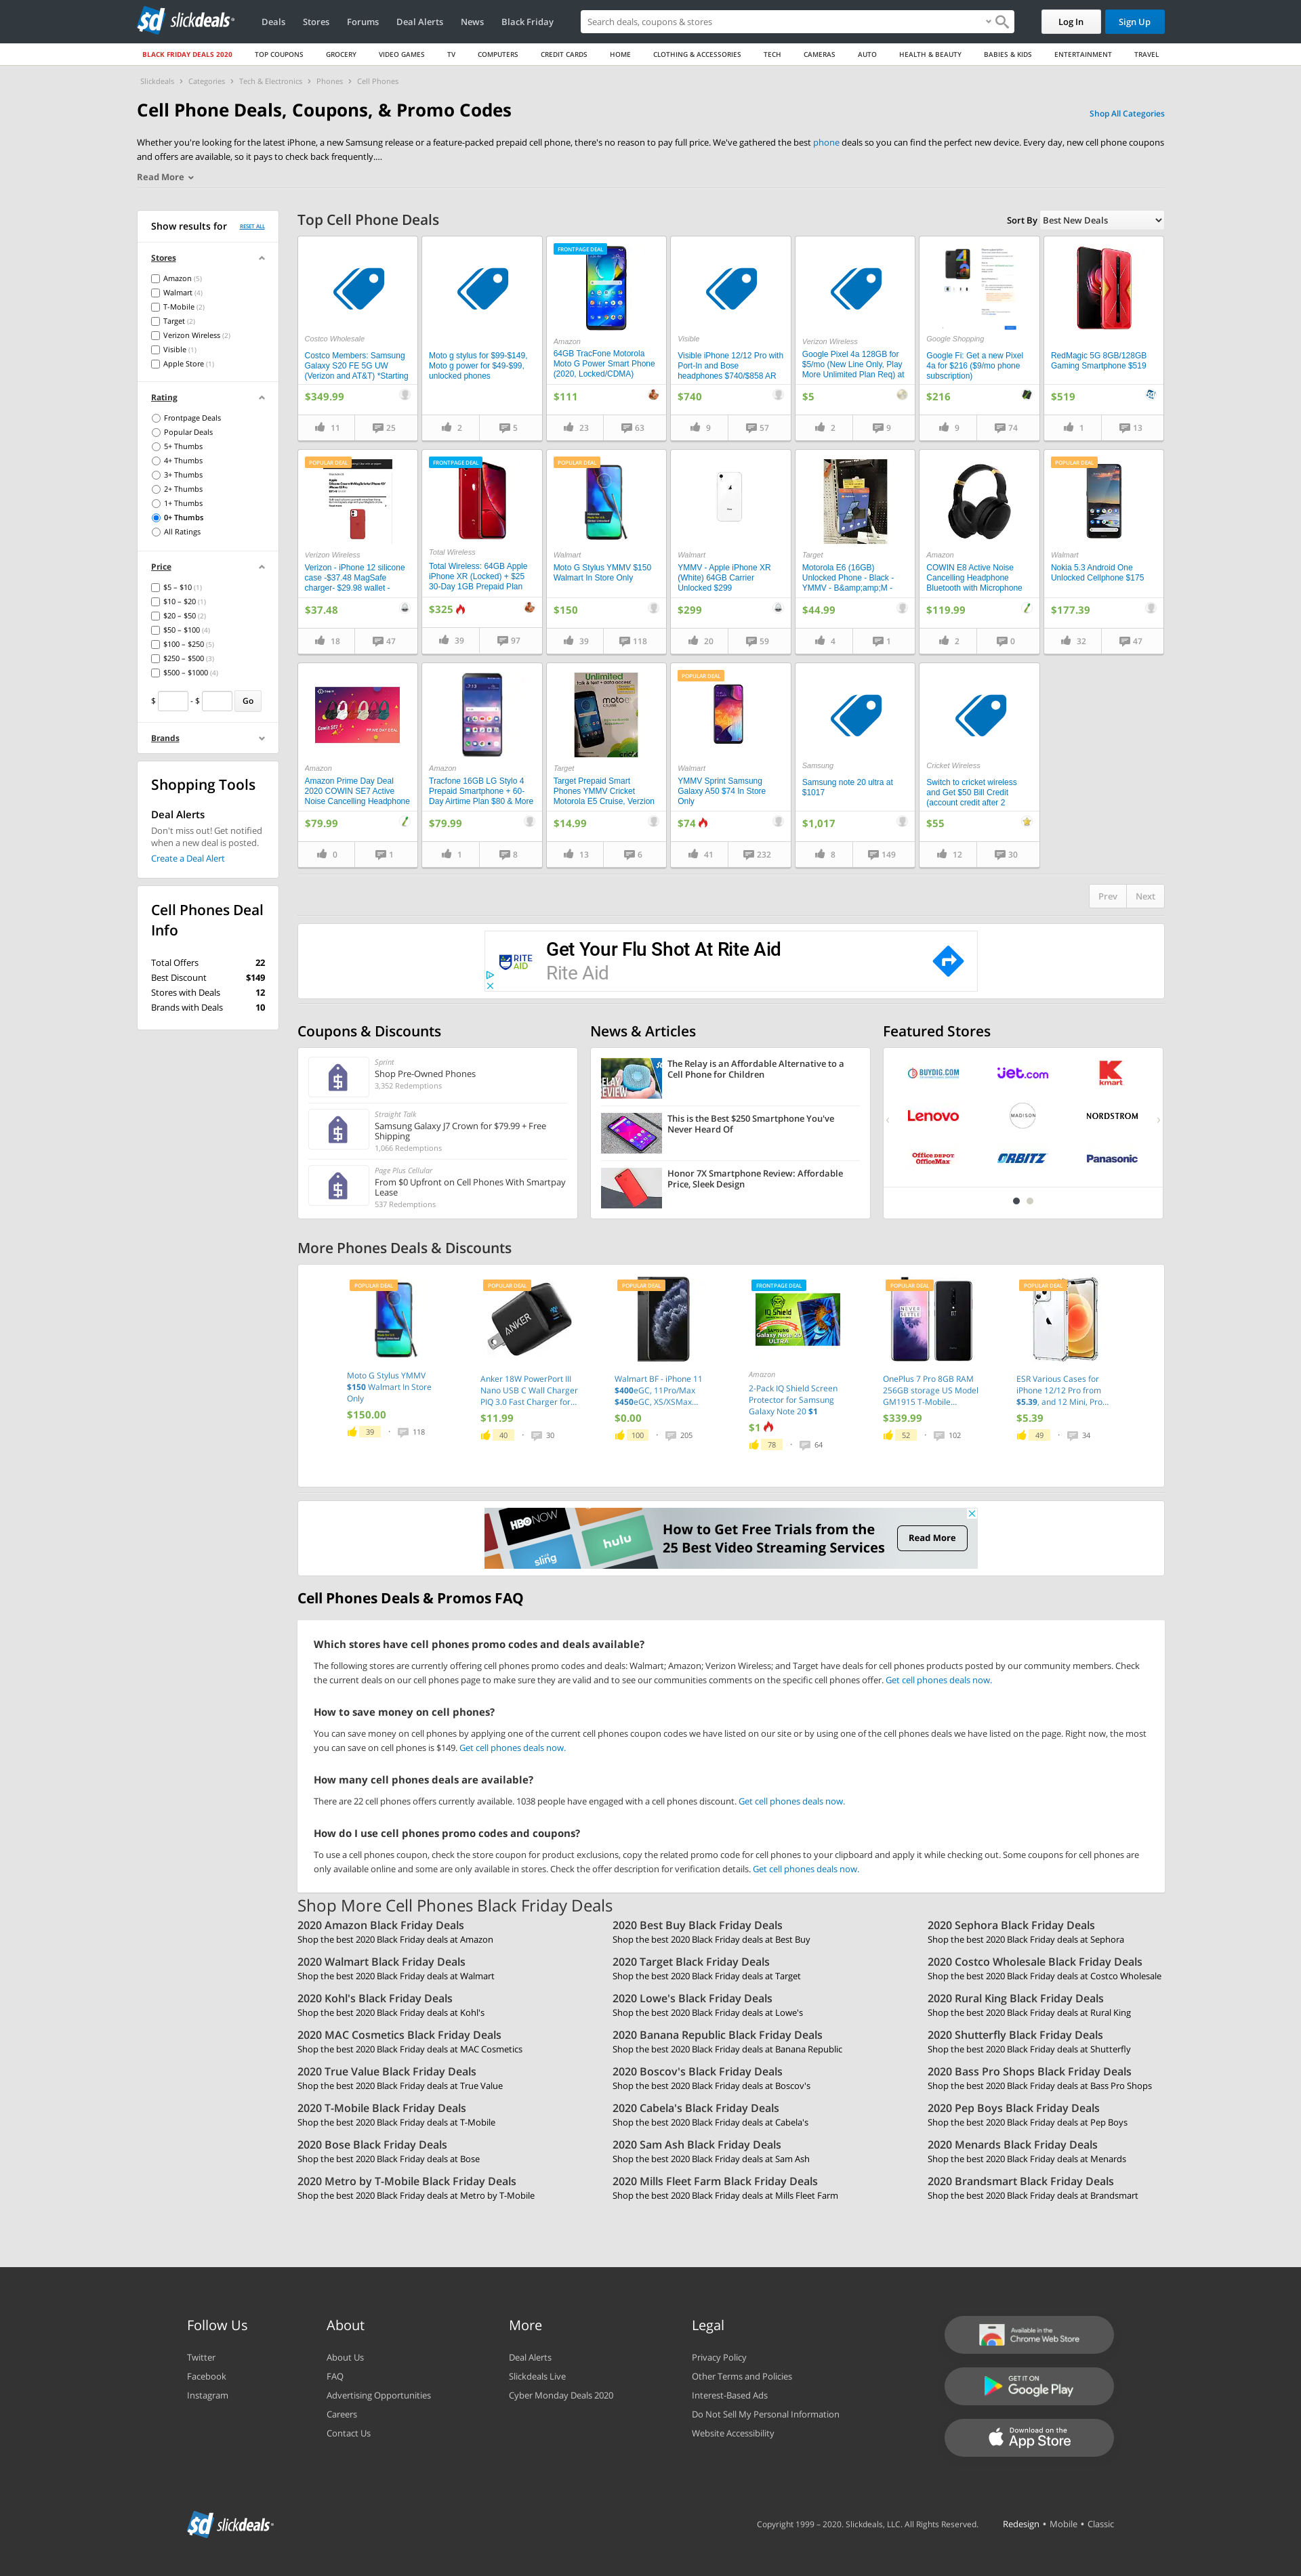 sd slickdeals
Deals Stores Forums Deal Alerts News Black Friday
Search deals, coupons & stores
Log In
Sign Up
BLACK FRIDAY DEALS 2020 TOP COUPONS GROCERY VIDEO GAMES TV COMPUTERS CREDIT CARDS HOME CLOTHING & ACCESSORIES TECH CAMERAS AUTO HEALTH & BEAUTY BABIES & KIDS ENTERTAINMENT TRAVEL
Slickdeals > Categories > Tech & Electronics > Phones > Cell Phones
Cell Phone Deals, Coupons, & Promo Codes
Shop All Categories
Whether you're looking for the latest iPhone, a new Samsung release or a feature-packed prepaid cell phone, there's no reason to pay full price. We've gathered the best phone deals so you can find the perfect new device. Every day, new cell phone coupons
and offers are available, so it pays to check back frequently....
Read More
Show results for RESET ALL
Stores
Amazon (5)
Walmart (4)
T-Mobile (2)
Target (2)
Verizon Wireless (2)
Visible (1)
Apple Store (1)
Rating
Frontpage Deals
Popular Deals
5+ Thumbs
4+ Thumbs
3+ Thumbs
2+ Thumbs
1+ Thumbs
0+ Thumbs
All Ratings
Price
$5 – $10 (1)
$10 – $20 (1)
$20 – $50 (2)
$50 – $100 (4)
$100 – $250 (5)
$250 – $500 (3)
$500 – $1000 (4)
$ - $ Go
Brands
Shopping Tools
Deal Alerts
Don't miss out! Get notified
when a new deal is posted.
Create a Deal Alert
Cell Phones Deal
Info
Total Offers 22
Best Discount $149
Stores with Deals 12
Brands with Deals 10
Top Cell Phone Deals
Sort By Best New Deals
Costco Wholesale
Costco Members: Samsung
Galaxy S20 FE 5G UW
(Verizon and AT&T) *Starting
$349.99
11 25
Moto g stylus for $99-$149,
Moto g power for $49-$99,
unlocked phones
2 5
FRONTPAGE DEAL
Amazon
64GB TracFone Motorola
Moto G Power Smart Phone
(2020, Locked/CDMA)
$111
23 63
Visible
Visible iPhone 12/12 Pro with
Port-In and Bose
headphones $740/$858 AR
$740
9 57
Verizon Wireless
Google Pixel 4a 128GB for
$5/mo (New Line Only, Play
More Unlimited Plan Req) at
$5
2 9
Google Shopping
Google Fi: Get a new Pixel
4a for $216 ($9/mo phone
subscription)
$216
9 74
RedMagic 5G 8GB/128GB
Gaming Smartphone $519
$519
1 13
POPULAR DEAL
Verizon Wireless
Verizon - iPhone 12 silicone
case -$37.48 MagSafe
charger- $29.98 wallet -
$37.48
18 47
FRONTPAGE DEAL
Total Wireless
Total Wireless: 64GB Apple
iPhone XR (Locked) + $25
30-Day 1GB Prepaid Plan
$325
39 97
POPULAR DEAL
Walmart
Moto G Stylus YMMV $150
Walmart In Store Only
$150
39 118
Walmart
YMMV - Apple iPhone XR
(White) 64GB Carrier
Unlocked $299
$299
20 59
Target
Motorola E6 (16GB)
Unlocked Phone - Black -
YMMV - B&amp;amp;M -
$44.99
4 1
Amazon
COWIN E8 Active Noise
Cancelling Headphone
Bluetooth with Microphone
$119.99
2 0
POPULAR DEAL
Walmart
Nokia 5.3 Android One
Unlocked Cellphone $175
$177.39
32 47
Amazon
Amazon Prime Day Deal
2020 COWIN SE7 Active
Noise Cancelling Headphone
$79.99
0 1
Amazon
Tracfone 16GB LG Stylo 4
Prepaid Smartphone + 60-
Day Airtime Plan $80 & More
$79.99
1 8
Unlimited
Target
Target Prepaid Smart
Phones YMMV Cricket
Motorola E5 Cruise, Verzion
$14.99
13 6
POPULAR DEAL
Walmart
YMMV Sprint Samsung
Galaxy A50 $74 In Store
Only
$74
41 232
Samsung
Samsung note 20 ultra at
$1017
$1,017
8 149
Cricket Wireless
Switch to cricket wireless
and Get $50 Bill Credit
(account credit after 2
$55
12 30
Prev Next
RITE AID
Get Your Flu Shot At Rite Aid
Rite Aid
Coupons & Discounts
Sprint
Shop Pre-Owned Phones
3,352 Redemptions
Straight Talk
Samsung Galaxy J7 Crown for $79.99 + Free
Shipping
1,066 Redemptions
Page Plus Cellular
From $0 Upfront on Cell Phones With Smartpay
Lease
537 Redemptions
News & Articles
The Relay is an Affordable Alternative to a
Cell Phone for Children
This is the Best $250 Smartphone You've
Never Heard Of
Honor 7X Smartphone Review: Affordable
Price, Sleek Design
Featured Stores
BUYDIG.COM jet.com kmart
Lenovo MADISON NORDSTROM
Office DEPOT OfficeMax ORBITZ Panasonic
More Phones Deals & Discounts
POPULAR DEAL
Moto G Stylus YMMV
$150 Walmart In Store
Only
$150.00
39 · 118
POPULAR DEAL
ANKER
Anker 18W PowerPort III
Nano USB C Wall Charger
PIQ 3.0 Fast Charger for...
$11.99
40 · 30
POPULAR DEAL
Walmart BF - iPhone 11
$400eGC, 11Pro/Max
$450eGC, XS/XSMax...
$0.00
100 · 205
FRONTPAGE DEAL
IQ Shield
Amazon
2-Pack IQ Shield Screen
Protector for Samsung
Galaxy Note 20 $1
$1
78 · 64
POPULAR DEAL
OnePlus 7 Pro 8GB RAM
256GB storage US Model
GM1915 T-Mobile...
$339.99
52 · 102
POPULAR DEAL
ESR Various Cases for
iPhone 12/12 Pro from
$5.39, and 12 Mini, Pro...
$5.39
49 · 34
HBO NOW
sling
hulu
How to Get Free Trials from the
25 Best Video Streaming Services
Read More
Cell Phones Deals & Promos FAQ
Which stores have cell phones promo codes and deals available?
The following stores are currently offering cell phones promo codes and deals: Walmart; Amazon; Verizon Wireless; and Target have deals for cell phones products posted by our community members. Check
the current deals on our cell phones page to make sure they are valid and to see our communities comments on the specific cell phones offer. Get cell phones deals now.
How to save money on cell phones?
You can save money on cell phones by applying one of the current cell phones coupon codes we have listed on our site or by using one of the cell phones deals we have listed on the page. Right now, the most
you can save on cell phones is $149. Get cell phones deals now.
How many cell phones deals are available?
There are 22 cell phones offers currently available. 1038 people have engaged with a cell phones discount. Get cell phones deals now.
How do I use cell phones promo codes and coupons?
To use a cell phones coupon, check the store coupon for product exclusions, copy the related promo code for cell phones to your clipboard and apply it while checking out. Some coupons for cell phones are
only available online and some are only available in stores. Check the offer description for verification details. Get cell phones deals now.
Shop More Cell Phones Black Friday Deals
2020 Amazon Black Friday Deals
Shop the best 2020 Black Friday deals at Amazon
2020 Best Buy Black Friday Deals
Shop the best 2020 Black Friday deals at Best Buy
2020 Sephora Black Friday Deals
Shop the best 2020 Black Friday deals at Sephora
2020 Walmart Black Friday Deals
Shop the best 2020 Black Friday deals at Walmart
2020 Target Black Friday Deals
Shop the best 2020 Black Friday deals at Target
2020 Costco Wholesale Black Friday Deals
Shop the best 2020 Black Friday deals at Costco Wholesale
2020 Kohl's Black Friday Deals
Shop the best 2020 Black Friday deals at Kohl's
2020 Lowe's Black Friday Deals
Shop the best 2020 Black Friday deals at Lowe's
2020 Rural King Black Friday Deals
Shop the best 2020 Black Friday deals at Rural King
2020 MAC Cosmetics Black Friday Deals
Shop the best 2020 Black Friday deals at MAC Cosmetics
2020 Banana Republic Black Friday Deals
Shop the best 2020 Black Friday deals at Banana Republic
2020 Shutterfly Black Friday Deals
Shop the best 2020 Black Friday deals at Shutterfly
2020 True Value Black Friday Deals
Shop the best 2020 Black Friday deals at True Value
2020 Boscov's Black Friday Deals
Shop the best 2020 Black Friday deals at Boscov's
2020 Bass Pro Shops Black Friday Deals
Shop the best 2020 Black Friday deals at Bass Pro Shops
2020 T-Mobile Black Friday Deals
Shop the best 2020 Black Friday deals at T-Mobile
2020 Cabela's Black Friday Deals
Shop the best 2020 Black Friday deals at Cabela's
2020 Pep Boys Black Friday Deals
Shop the best 2020 Black Friday deals at Pep Boys
2020 Bose Black Friday Deals
Shop the best 2020 Black Friday deals at Bose
2020 Sam Ash Black Friday Deals
Shop the best 2020 Black Friday deals at Sam Ash
2020 Menards Black Friday Deals
Shop the best 2020 Black Friday deals at Menards
2020 Metro by T-Mobile Black Friday Deals
Shop the best 2020 Black Friday deals at Metro by T-Mobile
2020 Mills Fleet Farm Black Friday Deals
Shop the best 2020 Black Friday deals at Mills Fleet Farm
2020 Brandsmart Black Friday Deals
Shop the best 2020 Black Friday deals at Brandsmart
Follow Us
Twitter
Facebook
Instagram
About
About Us
FAQ
Advertising Opportunities
Careers
Contact Us
More
Deal Alerts
Slickdeals Live
Cyber Monday Deals 2020
Legal
Privacy Policy
Other Terms and Policies
Interest-Based Ads
Do Not Sell My Personal Information
Website Accessibility
Available in the
Chrome Web Store
GET IT ON
Google Play
Download on the
App Store
sd slickdeals
Copyright 1999 – 2020. Slickdeals, LLC. All Rights Reserved.
Redesign • Mobile • Classic